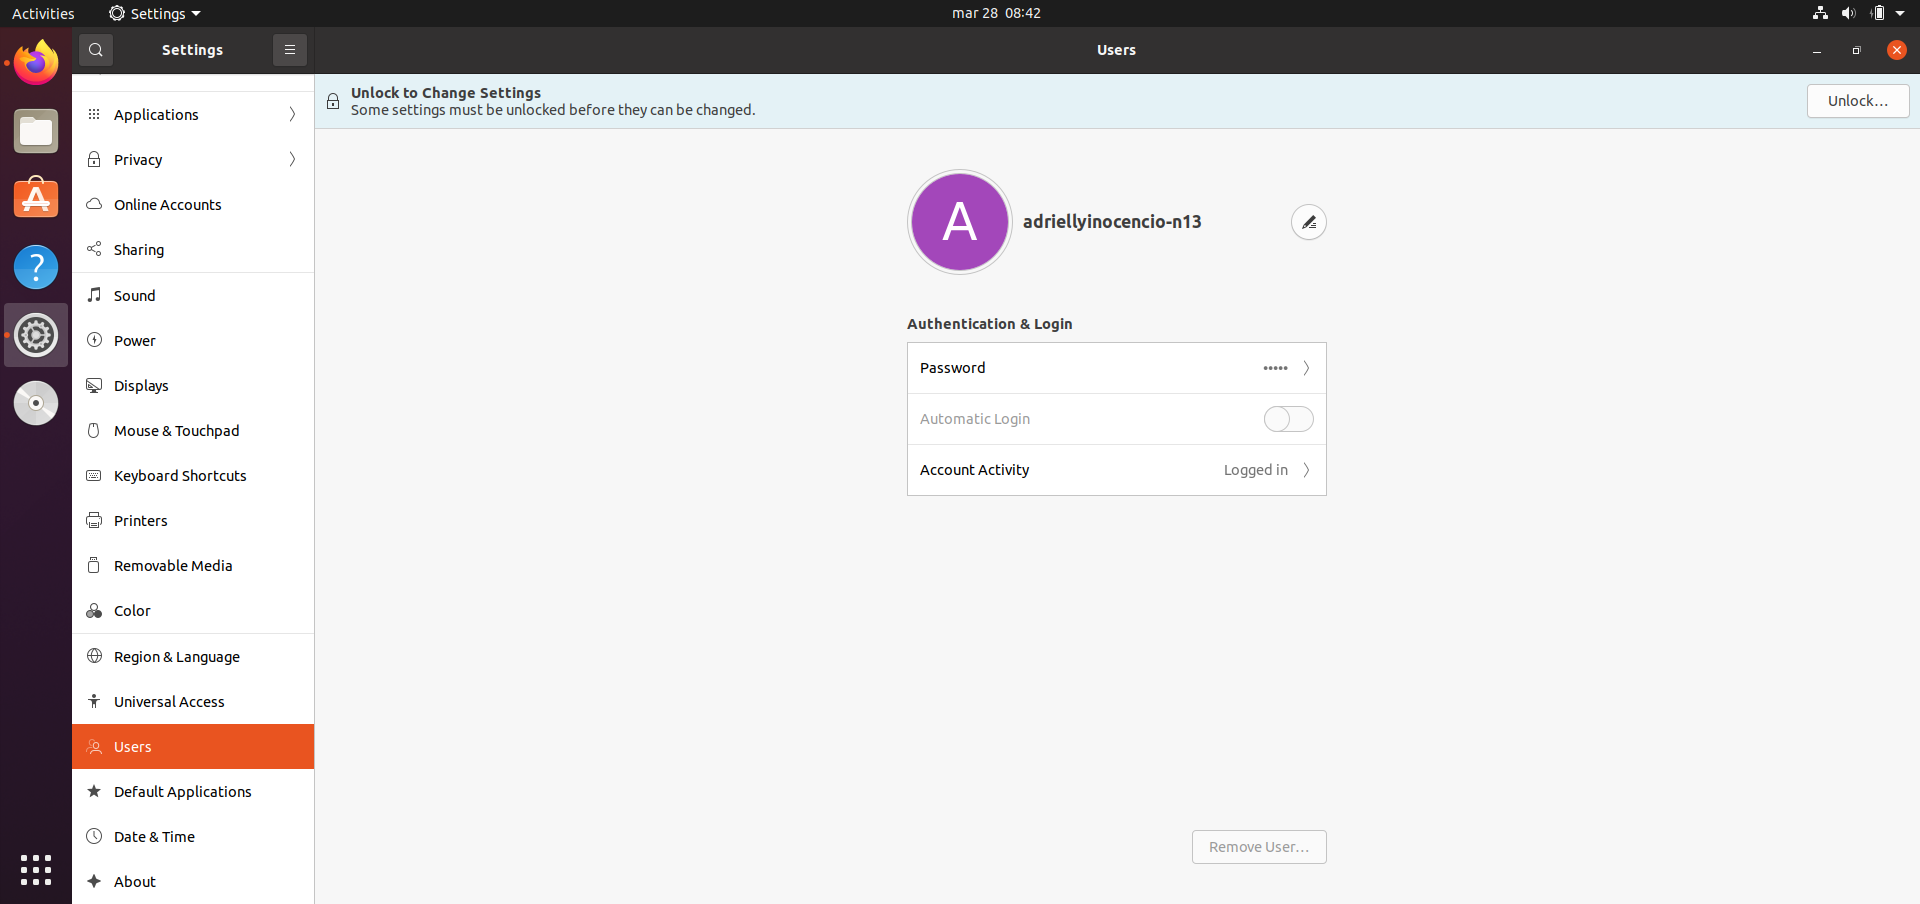 Activities
Settings
mar 28 08:42
Settings
Users
Unlock to Change Settings
Some settings must be unlocked before they can be changed.
Unlock…
Applications
Privacy
Online Accounts
Sharing
Sound
Power
Displays
Mouse & Touchpad
Keyboard Shortcuts
Printers
Removable Media
Color
Region & Language
Universal Access
Users
Default Applications
Date & Time
About
A
adriellyinocencio-n13
Authentication & Login
Password •••••
Automatic Login
Account Activity Logged in
Remove User…